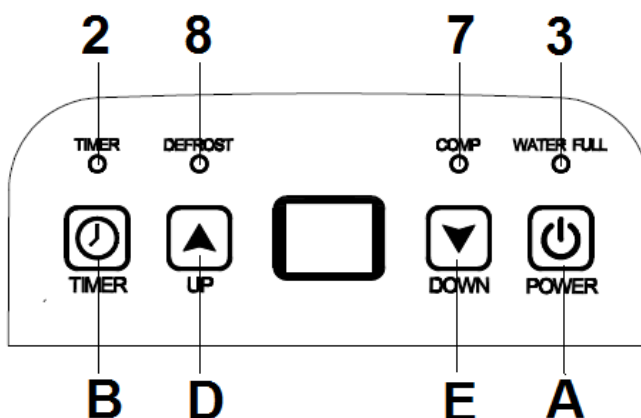 2 8 7 3
TIMER DEFROST COMP WATER FULL
TIMER UP DOWN POWER
B D E A